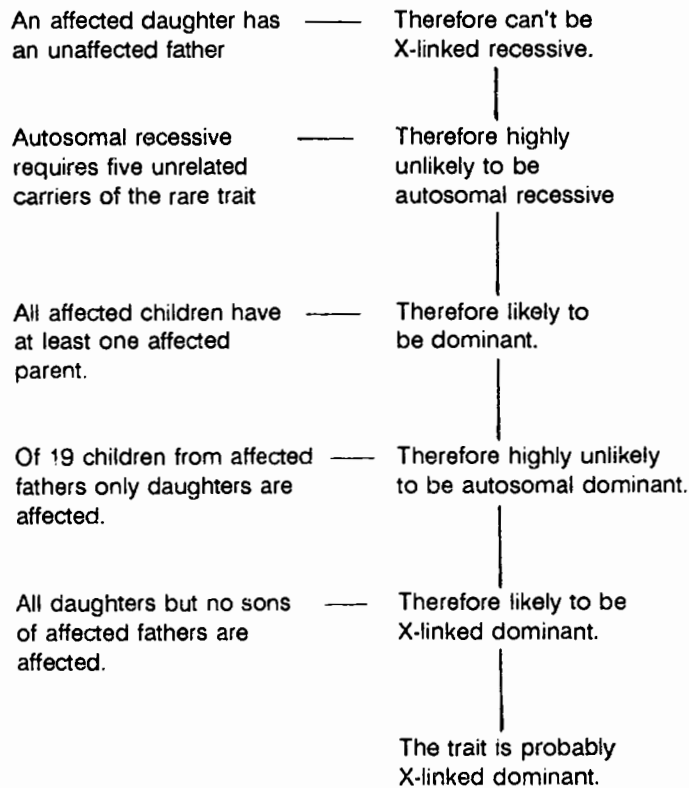 An affected daughter has
an unaffected father
Therefore can't be
X-linked recessive.
Autosomal recessive
requires five unrelated
carriers of the rare trait
Therefore highly
unlikely to be
autosomal recessive
All affected children have
at least one affected
parent.
Therefore likely to
be dominant.
Of 19 children from affected
fathers only daughters are
affected.
Therefore highly unlikely
to be autosomal dominant.
All daughters but no sons
of affected fathers are
affected.
Therefore likely to be
X-linked dominant.
The trait is probably
X-linked dominant.